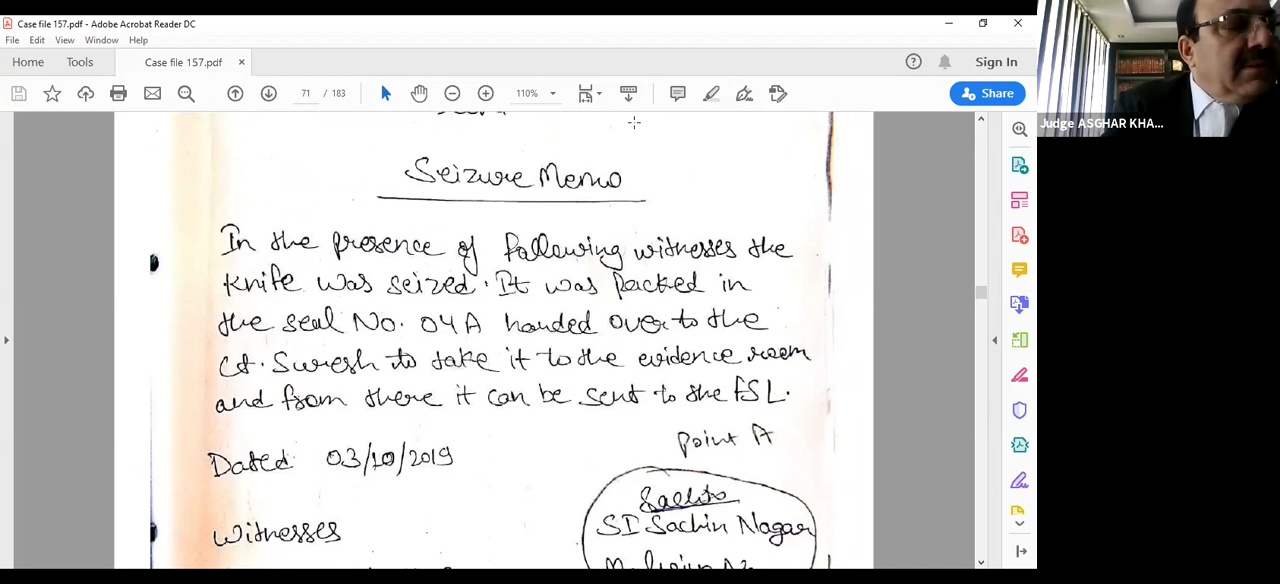 Case file 157.pdf - Adobe Acrobat Reader DC
File Edit View Window Help
Home Tools Case file 157.pdf × Sign In
71 / 183 110% Share
Judge ASGHAR KHA...
Seizure Memo
In the presence of following witnesses the
knife was seized. It was packed in
the seal No. 04A handed over to the
Ct. Suresh to take it to the evidence room
and from there it can be sent to the FSL.
Point A
Dated 03/10/2019
SI Sachin Nagar
Witnesses